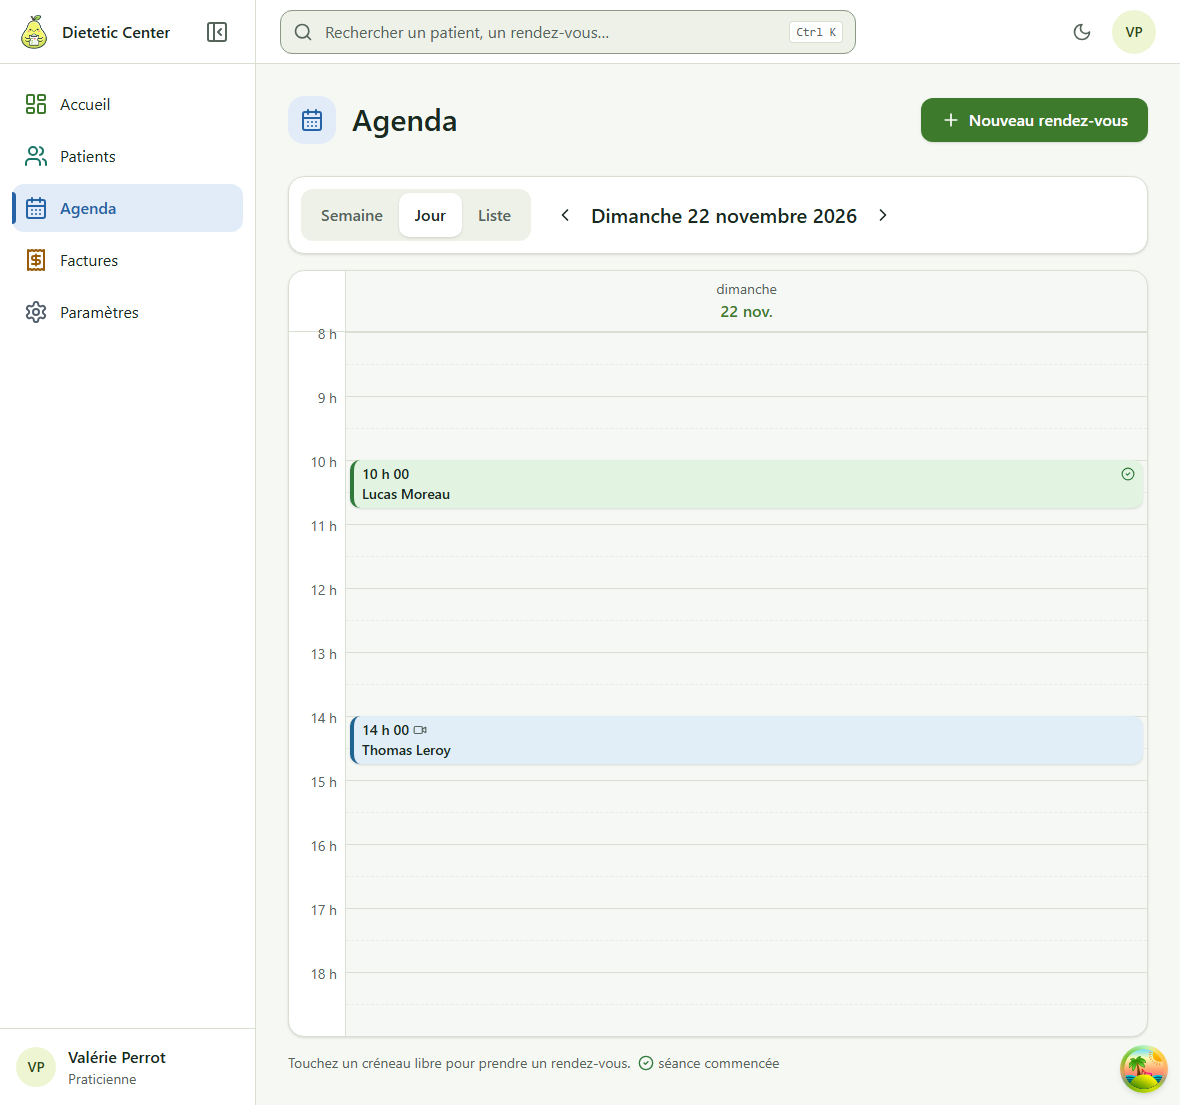 Dietetic Center
Rechercher un patient, un rendez-vous...
Ctrl K
VP
Accueil
Patients
Agenda
Factures
Paramètres
Agenda
Nouveau rendez-vous
Semaine
Jour
Liste
Dimanche 22 novembre 2026
dimanche
22 nov.
8 h
9 h
10 h
10 h 00
Lucas Moreau
11 h
12 h
13 h
14 h
14 h 00
Thomas Leroy
15 h
16 h
17 h
18 h
Touchez un créneau libre pour prendre un rendez-vous. séance commencée
VP
Valérie Perrot
Praticienne